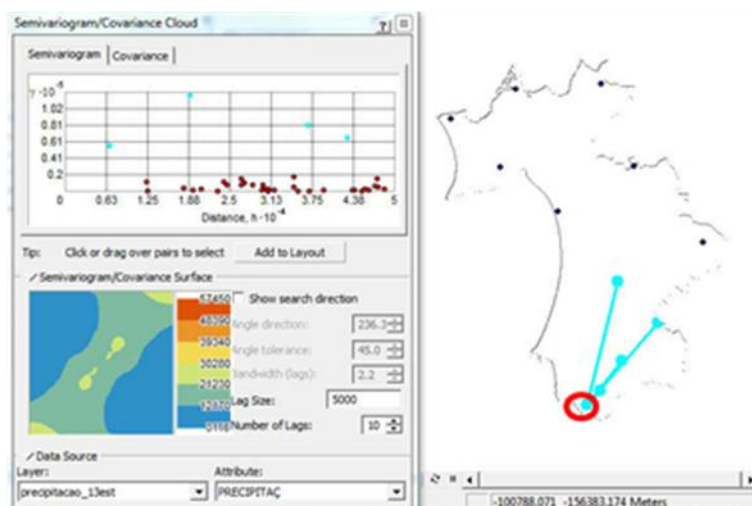 Semivariogram/Covariance Cloud
Semivariogram Covariance
γ ·10⁻⁵
1.02
0.81
0.61
0.41
0.2
0 0.63 1.25 1.88 2.5 3.13 3.75 4.38 5
Distance, h ·10⁻⁴
Tip: Click or drag over pairs to select Add to Layout
Semivariogram/Covariance Surface
57450
48390
39340
30280
21230
12170
Show search direction
Angle direction: 236.3
Angle tolerance: 45.0
Bandwidth (lags): 2.2
Lag Size: 5000
Number of Lags: 10
Data Source
Layer: Attribute:
precipitacao_13est PRECIPITAÇ
-100788.071 -156383.174 Meters